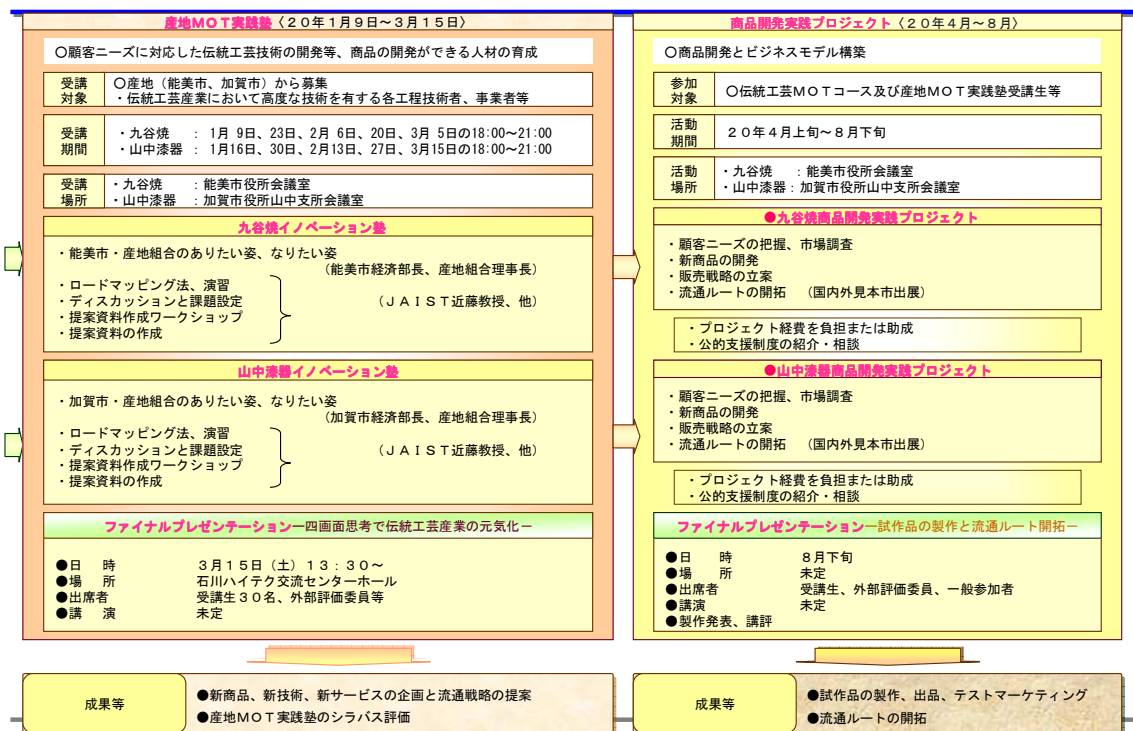 産地MOT実践塾〈２０年１月９日～３月１５日〉
〇顧客ニーズに対応した伝統工芸技術の開発等、商品の開発ができる人材の育成
受講
対象
〇産地（能美市、加賀市）から募集
・伝統工芸産業において高度な技術を有する各工程技術者、事業者等
受講
期間
・九谷焼　： 1月 9日、23日、2月 6日、20日、3月 5日の18:00～21:00
・山中漆器 ： 1月16日、30日、2月13日、27日、3月15日の18:00～21:00
受講
場所
・九谷焼　：能美市役所会議室
・山中漆器 ：加賀市役所山中支所会議室
九谷焼イノベーション塾
・能美市・産地組合のありたい姿、なりたい姿
（能美市経済部長、産地組合理事長）
・ロードマッピング法、演習
・ディスカッションと課題設定　（ＪＡＩＳＴ近藤教授、他）
・提案資料作成ワークショップ
・提案資料の作成
山中漆器イノベーション塾
・加賀市・産地組合のありたい姿、なりたい姿
（加賀市経済部長、産地組合理事長）
・ロードマッピング法、演習
・ディスカッションと課題設定　（ＪＡＩＳＴ近藤教授、他）
・提案資料作成ワークショップ
・提案資料の作成
ファイナルプレゼンテーションー四画面思考で伝統工芸産業の元気化－
●日　時　３月１５日（土）１３：３０～
●場　所　石川ハイテク交流センターホール
●出席者　受講生３０名、外部評価委員等
●講　演　未定
成果等
●新商品、新技術、新サービスの企画と流通戦略の提案
●産地ＭＯＴ実践塾のシラバス評価
商品開発実践プロジェクト〈２０年４月～８月〉
〇商品開発とビジネスモデル構築
参加
対象
〇伝統工芸ＭＯＴコース及び産地ＭＯＴ実践塾受講生等
活動
期間
２０年４月上旬～８月下旬
活動
場所
・九谷焼　：能美市役所会議室
・山中漆器：加賀市役所山中支所会議室
●九谷焼商品開発実践プロジェクト
・顧客ニーズの把握、市場調査
・新商品の開発
・販売戦略の立案
・流通ルートの開拓　（国内外見本市出展）
・プロジェクト経費を負担または助成
・公的支援制度の紹介・相談
●山中漆器商品開発実践プロジェクト
・顧客ニーズの把握、市場調査
・新商品の開発
・販売戦略の立案
・流通ルートの開拓　（国内外見本市出展）
・プロジェクト経費を負担または助成
・公的支援制度の紹介・相談
ファイナルプレゼンテーションー試作品の製作と流通ルート開拓－
●日　時　８月下旬
●場　所　未定
●出席者　受講生、外部評価委員、一般参加者
●講演　未定
●製作発表、講評
成果等
●試作品の製作、出品、テストマーケティング
●流通ルートの開拓